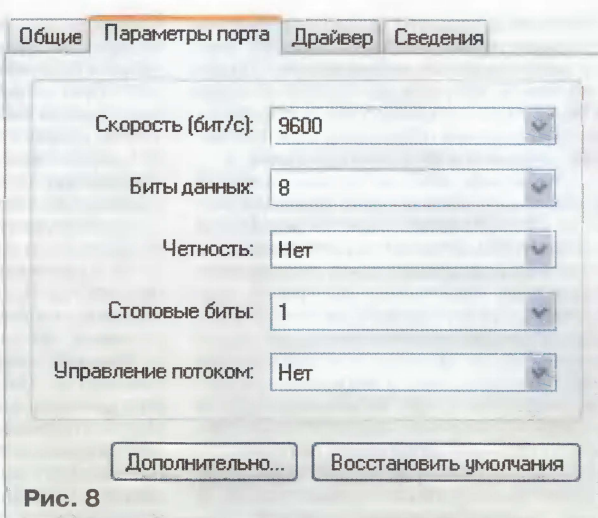 Общие Параметры порта Драйвер Сведения
Скорость (бит/с): 9600
Биты данных: 8
Четность: Нет
Стоповые биты: 1
Управление потоком: Нет
Дополнительно... Восстановить умолчания
Рис. 8